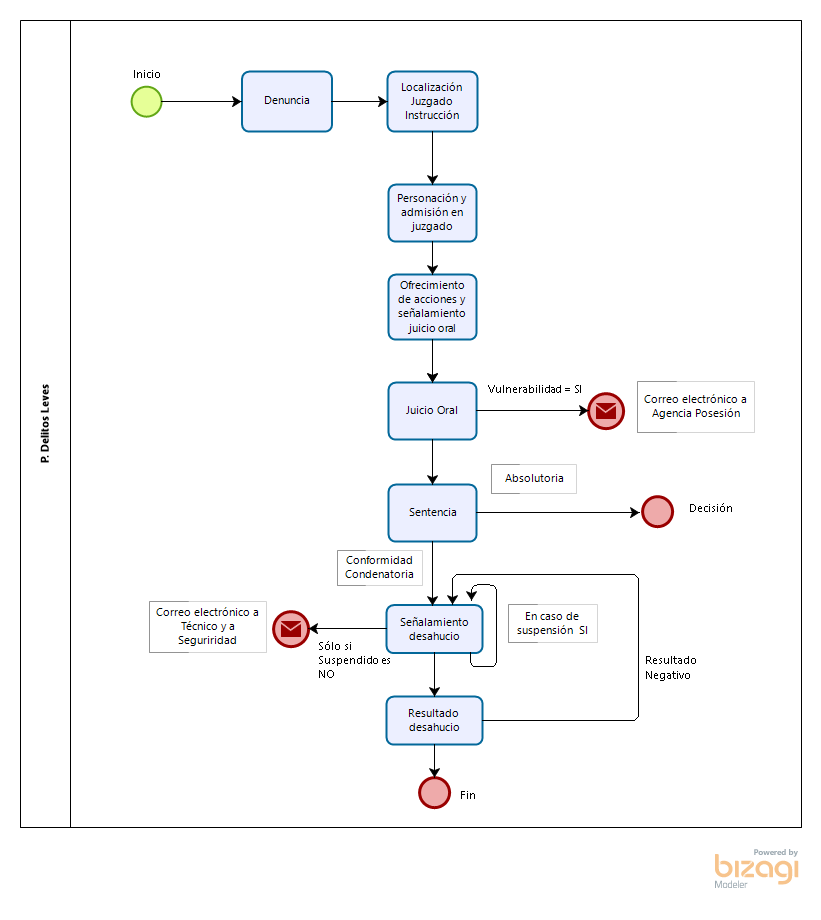 P. Delitos Leves
Inicio
Denuncia
Localización
Juzgado
Instrucción
Personación y
admisión en
juzgado
Ofrecimiento
de acciones y
señalamiento
juicio oral
Juicio Oral
Vulnerabilidad = SI
Correo electrónico a
Agencia Posesión
Sentencia
Absolutoria
Decisión
Conformidad
Condenatoria
Correo electrónico a
Técnico y a
Seguriridad
Sólo si
Suspendido es
NO
Señalamiento
desahucio
En caso de
suspensión SI
Resultado
Negativo
Resultado
desahucio
Fin
Powered by
bizagi
Modeler